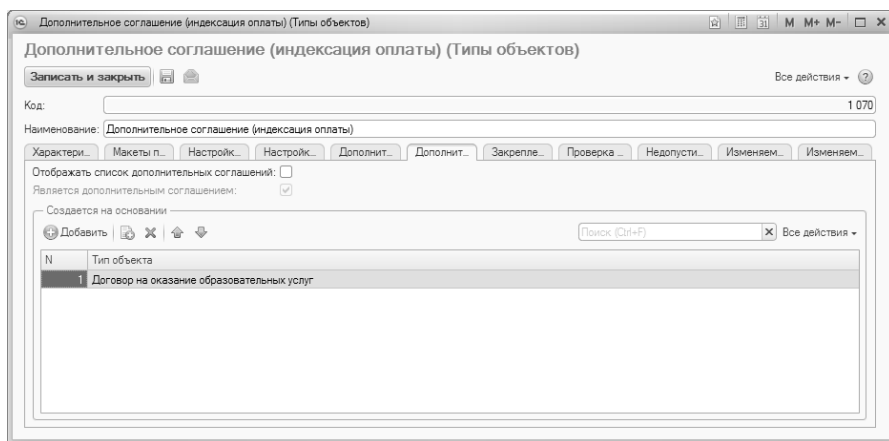 1С Дополнительное соглашение (индексация оплаты) (Типы объектов) 31 M M+ M-
Дополнительное соглашение (индексация оплаты) (Типы объектов)
Записать и закрыть Все действия ?
Код: 1 070
Наименование: Дополнительное соглашение (индексация оплаты)
Характери... Макеты п... Настройк... Настройк... Дополнит... Дополнит... Закрепле... Проверка ... Недопусти... Изменяем... Изменяем...
Отображать список дополнительных соглашений:
Является дополнительным соглашением:
Создается на основании
Добавить Поиск (Ctrl+F) Все действия
N Тип объекта
1 Договор на оказание образовательных услуг